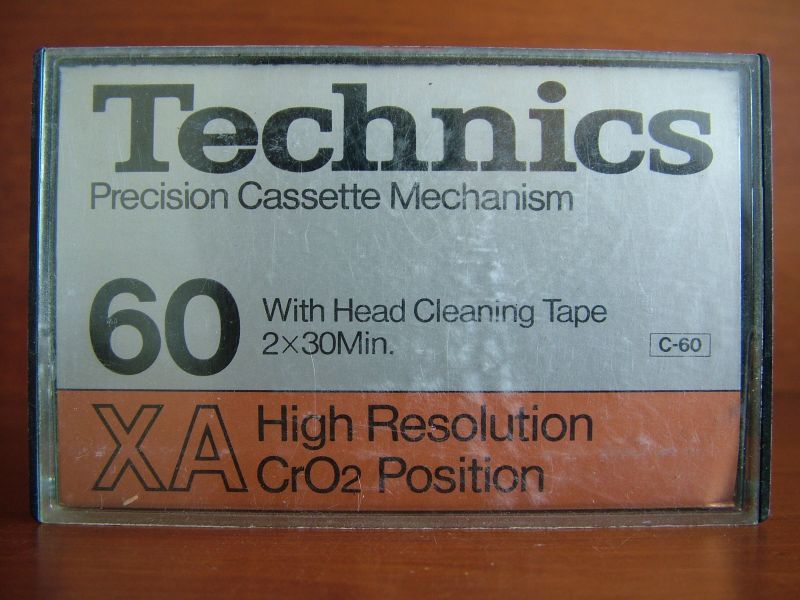 Technics
Precision Cassette Mechanism
60
With Head Cleaning Tape
2×30Min.
C-60
XA
High Resolution
CrO2 Position